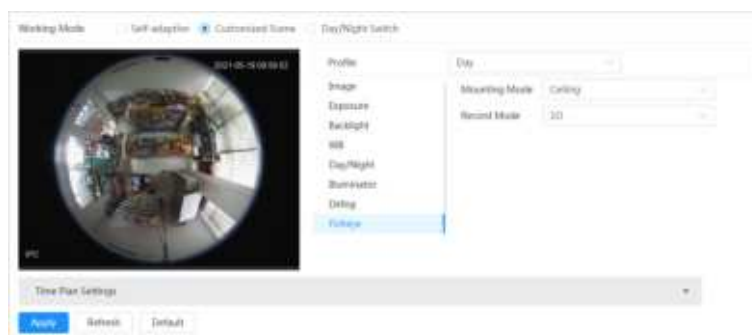 Working Mode Self-adaptive Customized Scene Day/Night Switch
Profile Day
Image
Exposure
Backlight
WB
Day/Night
Illuminator
Defog
Fisheye
Mounting Mode Ceiling
Record Mode 1O
IPC
Time Plan Settings
Apply Refresh Default